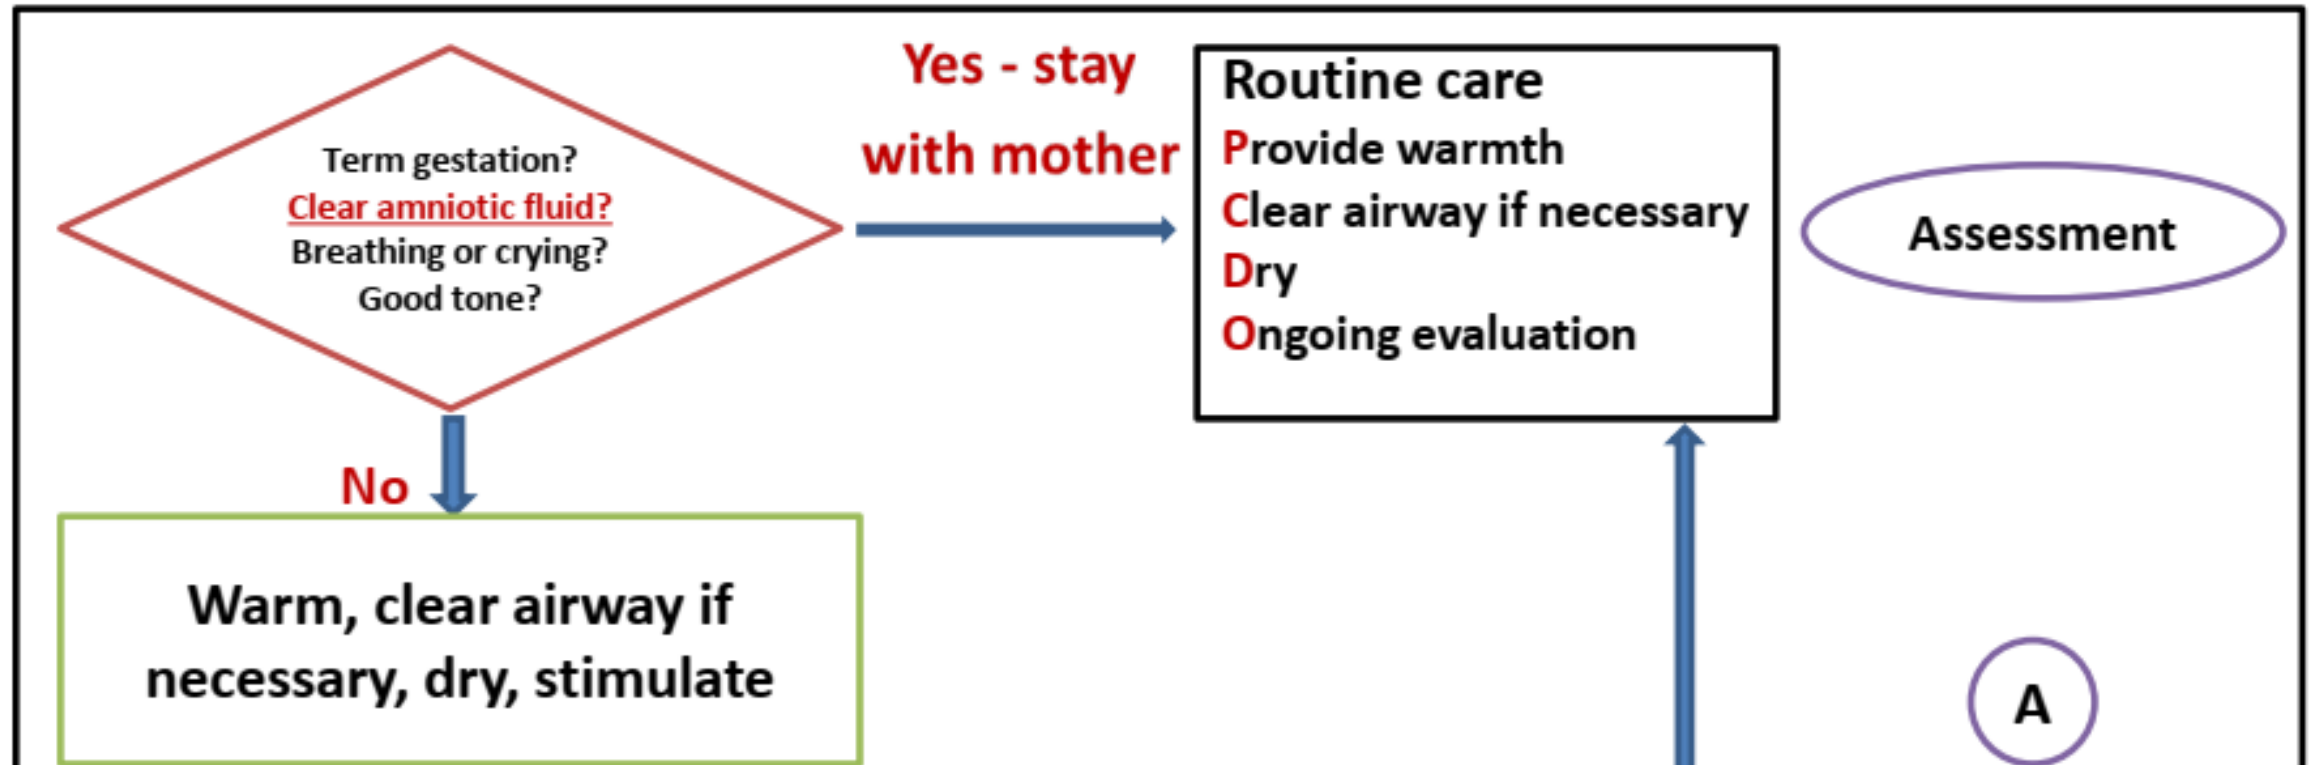 Term gestation?
Clear amniotic fluid?
Breathing or crying?
Good tone?
Yes - stay
with mother
Routine care
Provide warmth
Clear airway if necessary
Dry
Ongoing evaluation
Assessment
No
Warm, clear airway if
necessary, dry, stimulate
A